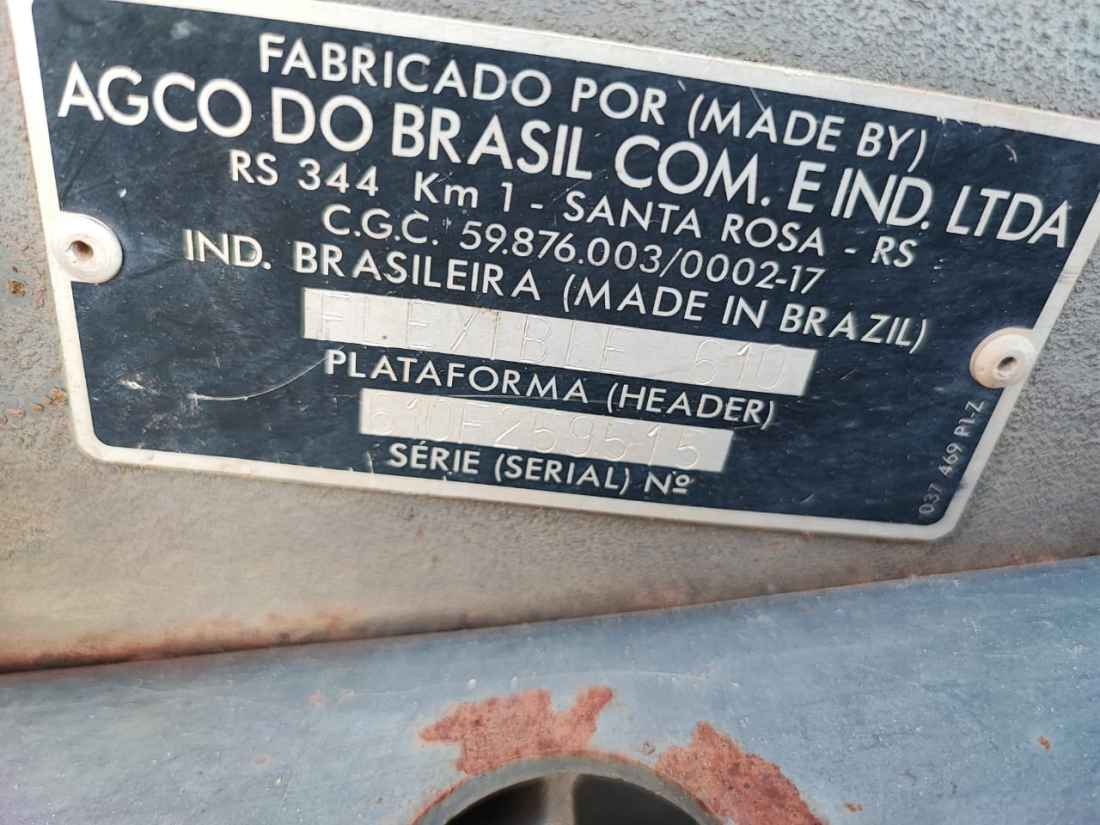 FABRICADO POR (MADE BY)
AGCO DO BRASIL COM. E IND. LTDA
RS 344 Km 1 - SANTA ROSA - RS
C.G.C. 59.876.003/0002-17
IND. BRASILEIRA (MADE IN BRAZIL)
FLEXIBLE 610
PLATAFORMA (HEADER)
610F259515
SÉRIE (SERIAL) Nº
037 469 P1-Z